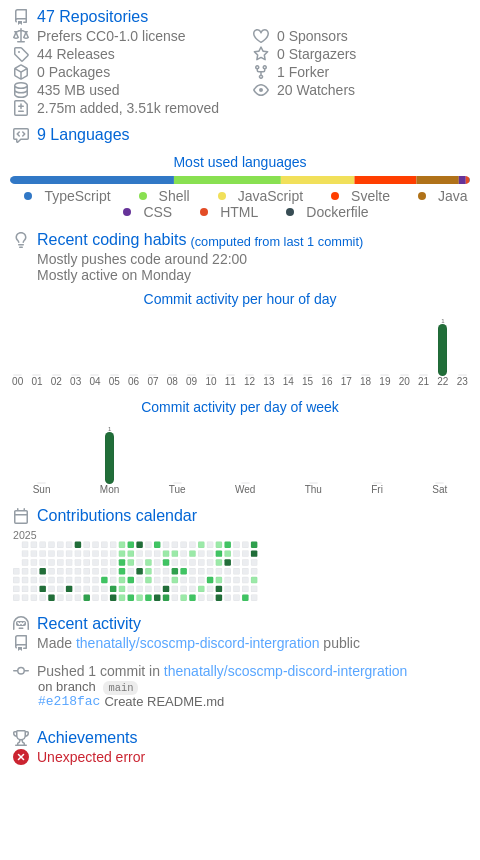 47 Repositories
Prefers CC0-1.0 license
0 Sponsors
44 Releases
0 Stargazers
0 Packages
1 Forker
435 MB used
20 Watchers
2.75m added, 3.51k removed
9 Languages
Most used languages
TypeScript Shell JavaScript Svelte Java
CSS HTML Dockerfile
Recent coding habits (computed from last 1 commit)
Mostly pushes code around 22:00
Mostly active on Monday
Commit activity per hour of day
1
00 01 02 03 04 05 06 07 08 09 10 11 12 13 14 15 16 17 18 19 20 21 22 23
Commit activity per day of week
1
Sun Mon Tue Wed Thu Fri Sat
Contributions calendar
2025
Recent activity
Made thenatally/scoscmp-discord-intergration public
Pushed 1 commit in thenatally/scoscmp-discord-intergration
on branch main
#e218fac Create README.md
Achievements
Unexpected error